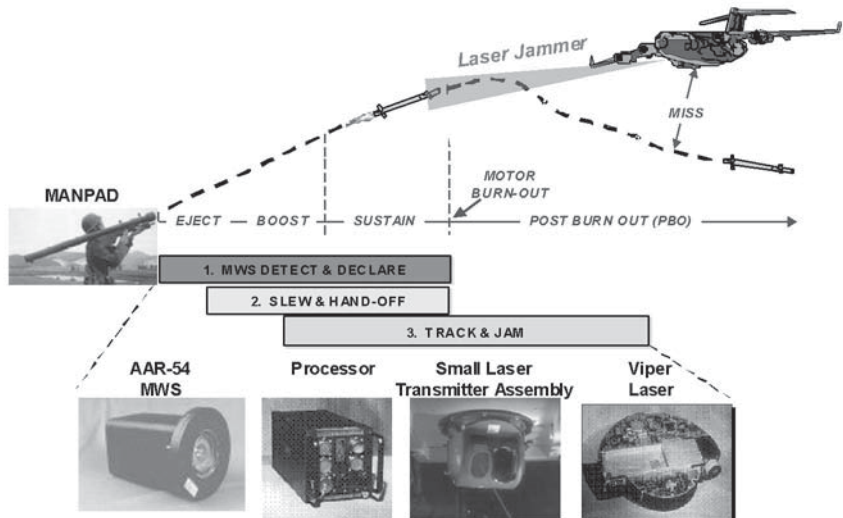 Laser Jammer
MISS
MANPAD
MOTOR
BURN-OUT
EJECT
BOOST
SUSTAIN
POST BURN OUT (PBO)
1. MWS DETECT & DECLARE
2. SLEW & HAND-OFF
3. TRACK & JAM
AAR-54
MWS
Processor
Small Laser
Transmitter Assembly
Viper
Laser